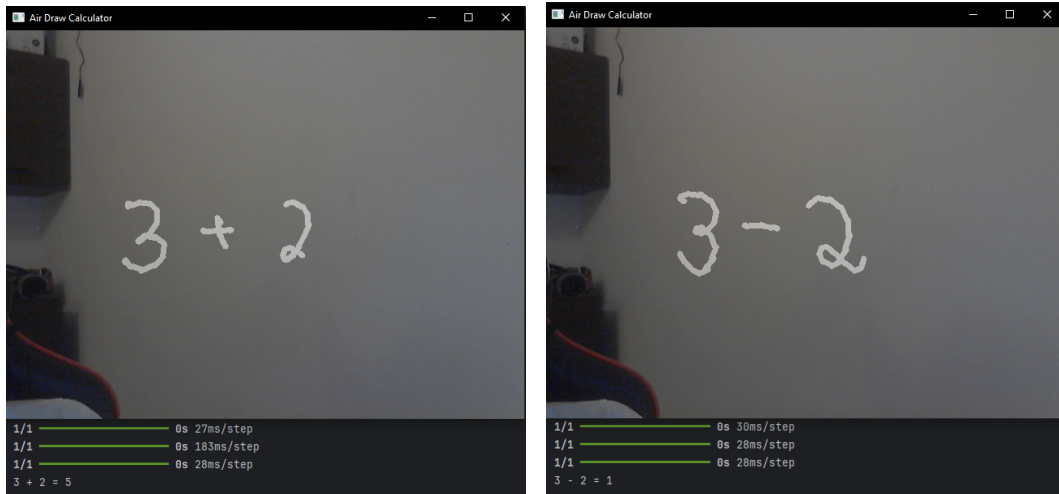 Air Draw Calculator
3 + 2
1/1 0s 27ms/step
1/1 0s 183ms/step
1/1 0s 28ms/step
3 + 2 = 5
Air Draw Calculator
3 - 2
1/1 0s 30ms/step
1/1 0s 28ms/step
1/1 0s 28ms/step
3 - 2 = 1